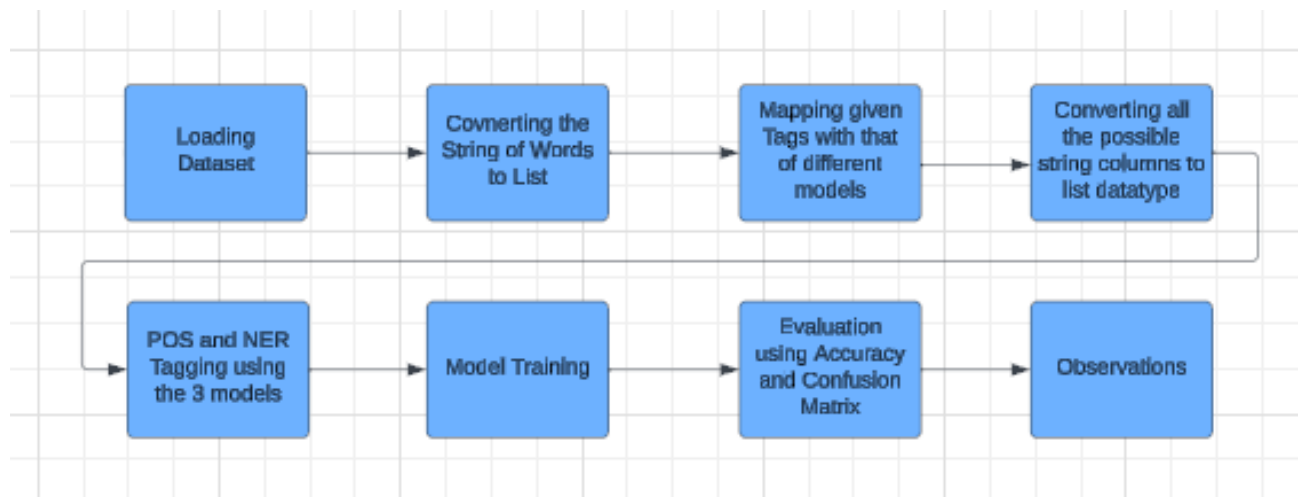 Loading
Dataset
Covnerting the
String of Words
to List
Mapping given
Tags with that
of different
models
Converting all
the possible
string columns to
list datatype
POS and NER
Tagging using
the 3 models
Model Training
Evaluation
using Accuracy
and Confusion
Matrix
Observations